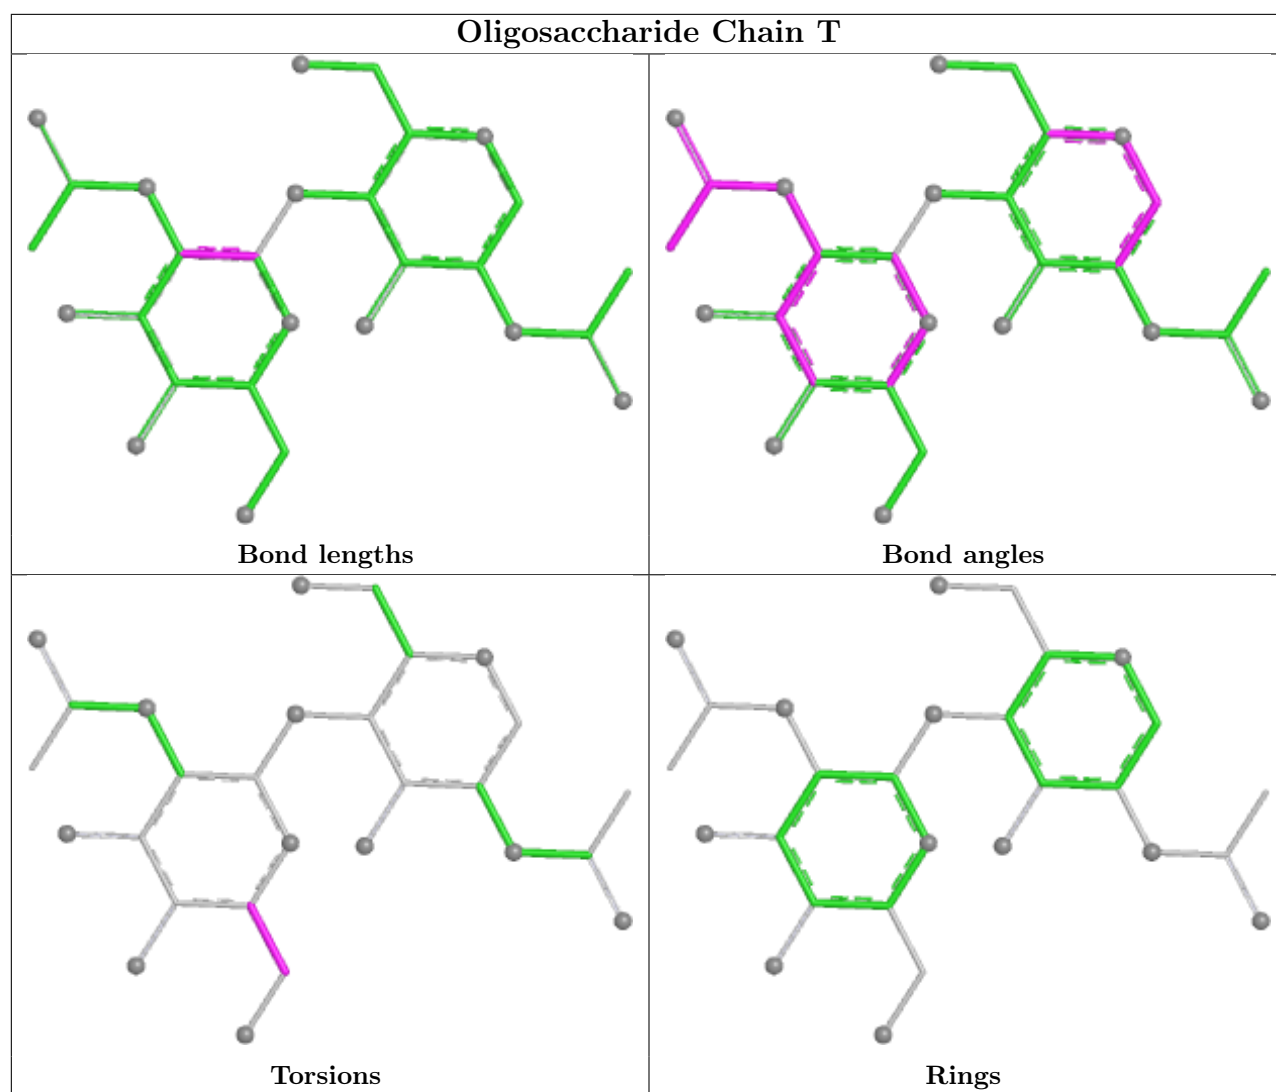 Oligosaccharide Chain T
Bond lengths
Bond angles
Torsions
Rings